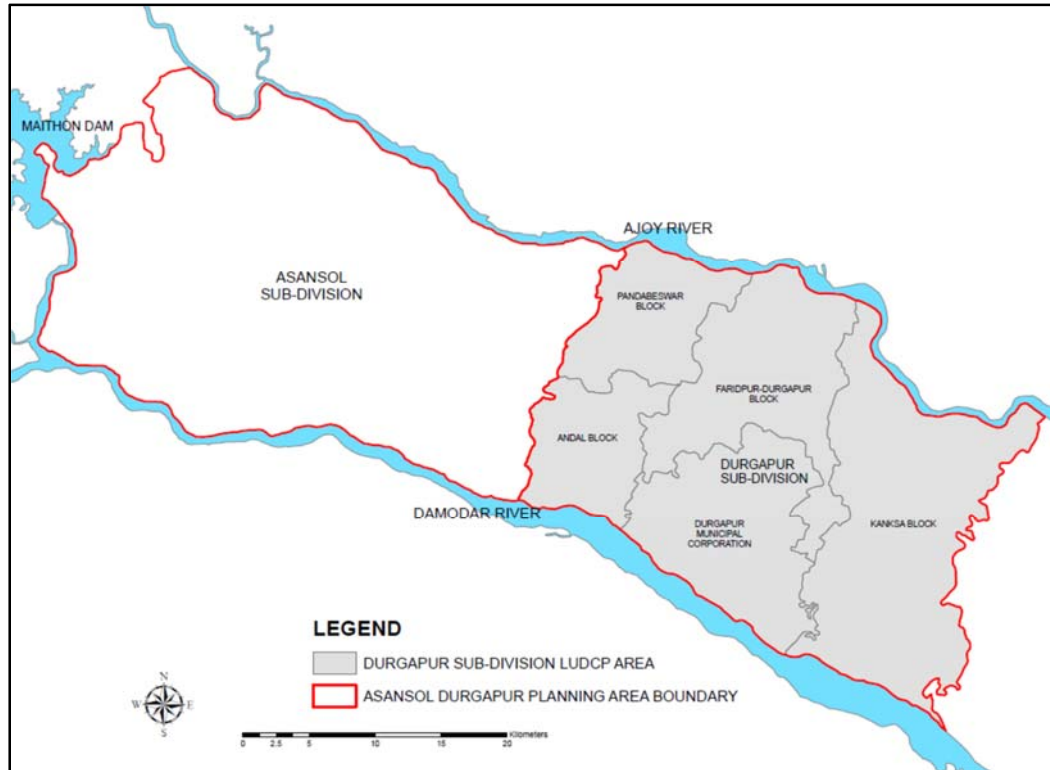 MAITHON DAM
AJOY RIVER
ASANSOL
SUB-DIVISION
PANDABESWAR
BLOCK
FARIDPUR-DURGAPUR
BLOCK
ANDAL BLOCK
DURGAPUR
SUB-DIVISION
DAMODAR RIVER
DURGAPUR
MUNICIPAL
CORPORATION
KANKSA BLOCK
LEGEND
DURGAPUR SUB-DIVISION LUDCP AREA
ASANSOL DURGAPUR PLANNING AREA BOUNDARY
N
W E
S
0 2.5 5 10 15 20 Kilometers